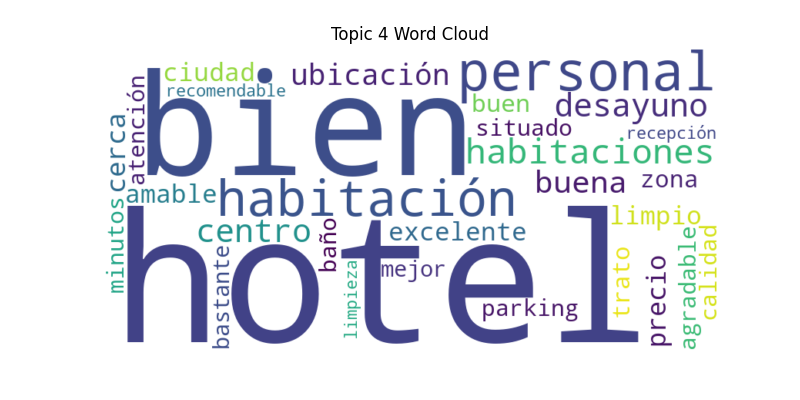 Topic 4 Word Cloud
ciudad
ubicación
personal
recomendable
bien
buen
desayuno
atención
cerca
situado
recepción
habitaciones
amable
habitación
buena
zona
minutos
centro
baño
excelente
limpio
hotel
bastante
limpieza
mejor
parking
trato
precio
agradable
calidad